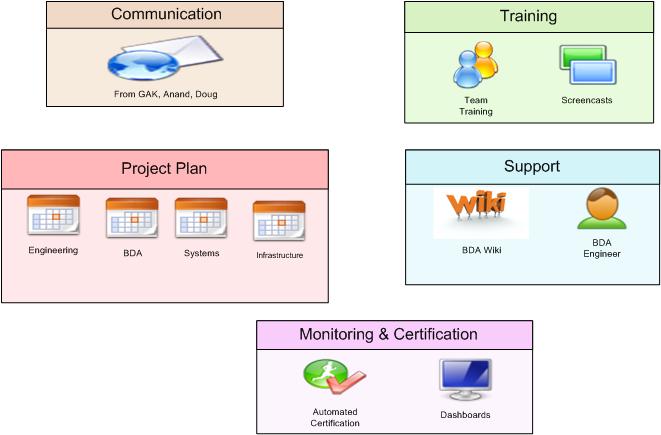 Communication
From GAK, Anand, Doug
Training
Team
Training
Screencasts
Project Plan
Engineering
BDA
Systems
Infrastructure
Support
wiki
BDA Wiki
BDA
Engineer
Monitoring & Certification
Automated
Certification
Dashboards